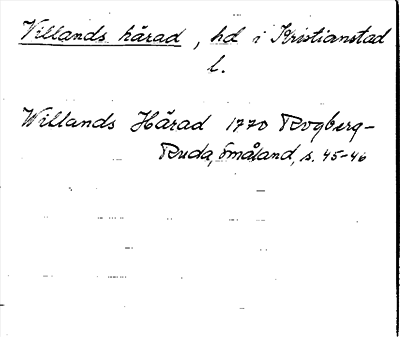 Villands härad, hd i Kristianstad
l.
Willands Härad 1770 Rogberg-
Ruda, Småland, s. 45-46